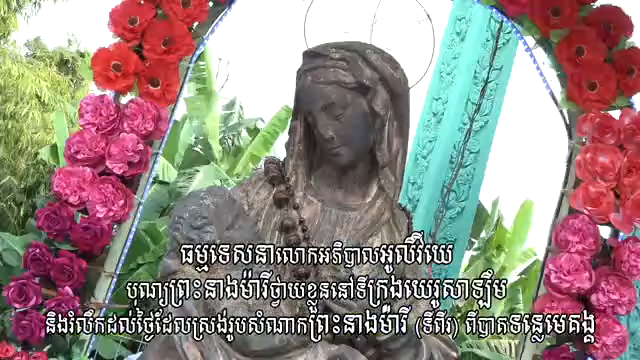 ធម្មទេសនាលោកអភិបាលអូលីវីយេ
បុណ្យព្រះនាងម៉ារីថ្វាយខ្លួននៅទីក្រុងយេរូសាឡឹម
និងរំលឹកដល់ថ្ងៃដែលស្រង់រូបសំណាកព្រះនាងម៉ារី (ទីពីរ) ពីបាតទន្លេមេគង្គ